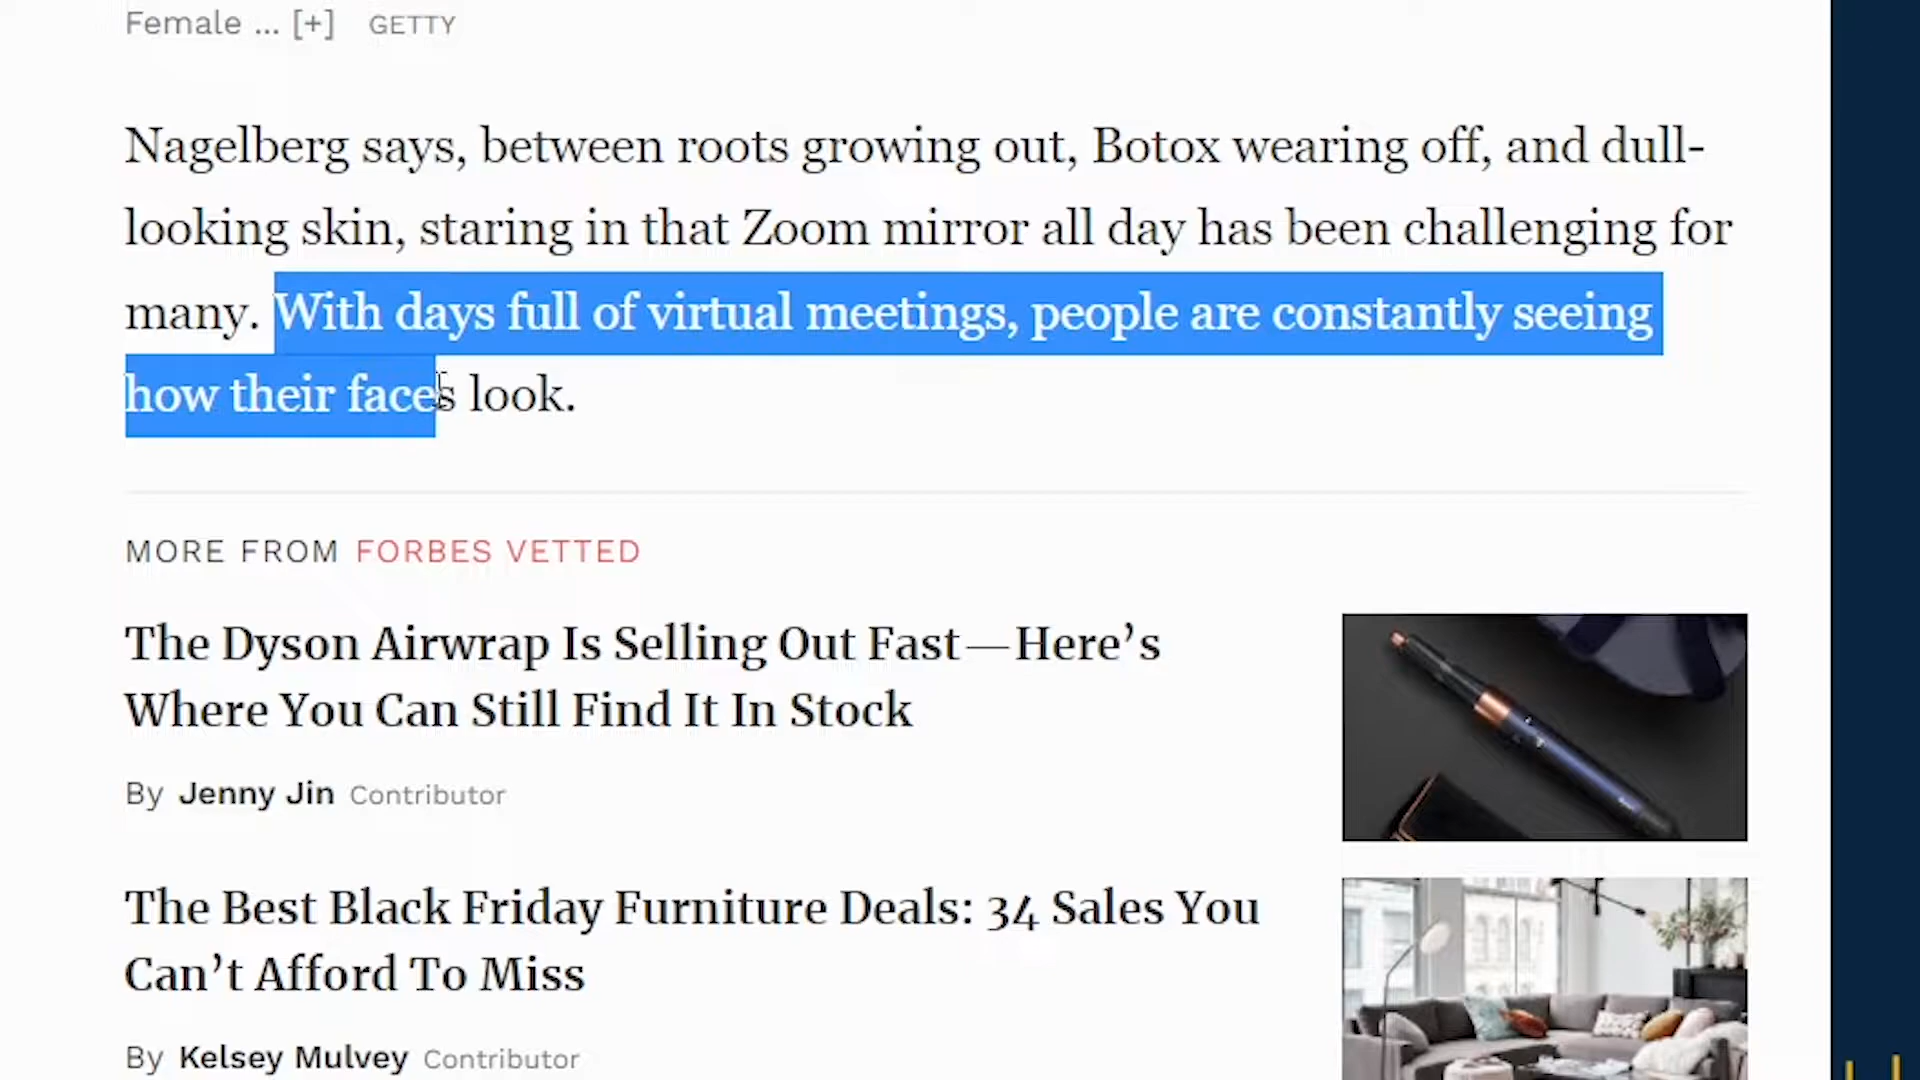 Female ... [+] GETTY
Nagelberg says, between roots growing out, Botox wearing off, and dull-
looking skin, staring in that Zoom mirror all day has been challenging for
many. With days full of virtual meetings, people are constantly seeing
how their faces look.
MORE FROM FORBES VETTED
The Dyson Airwrap Is Selling Out Fast—Here’s
Where You Can Still Find It In Stock
By Jenny Jin Contributor
The Best Black Friday Furniture Deals: 34 Sales You
Can’t Afford To Miss
By Kelsey Mulvey Contributor